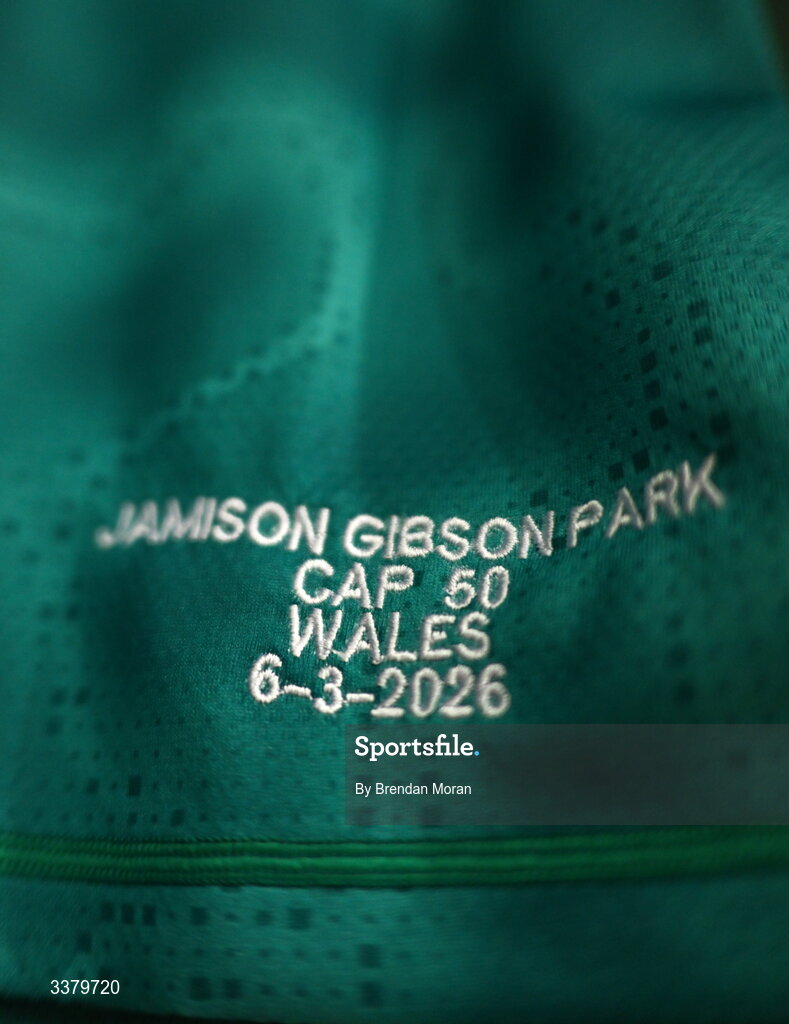 JAMISON GIBSON PARK
CAP 50
WALES
6-3-2026
Sportsfile.
By Brendan Moran
3379720